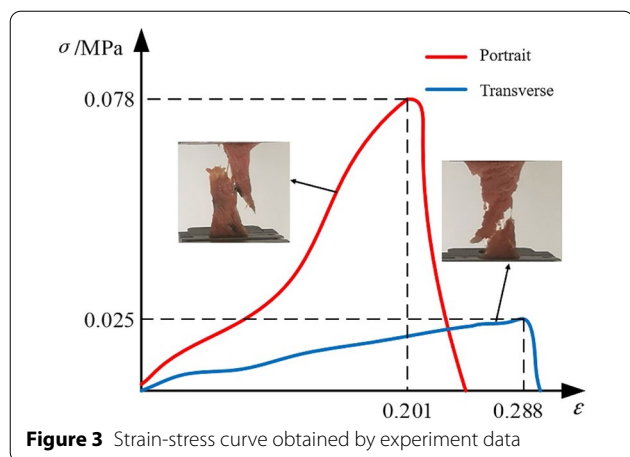 σ/MPa
Portrait
Transverse
0.078
0.025
0.201
0.288
ε
Figure 3 Strain-stress curve obtained by experiment data